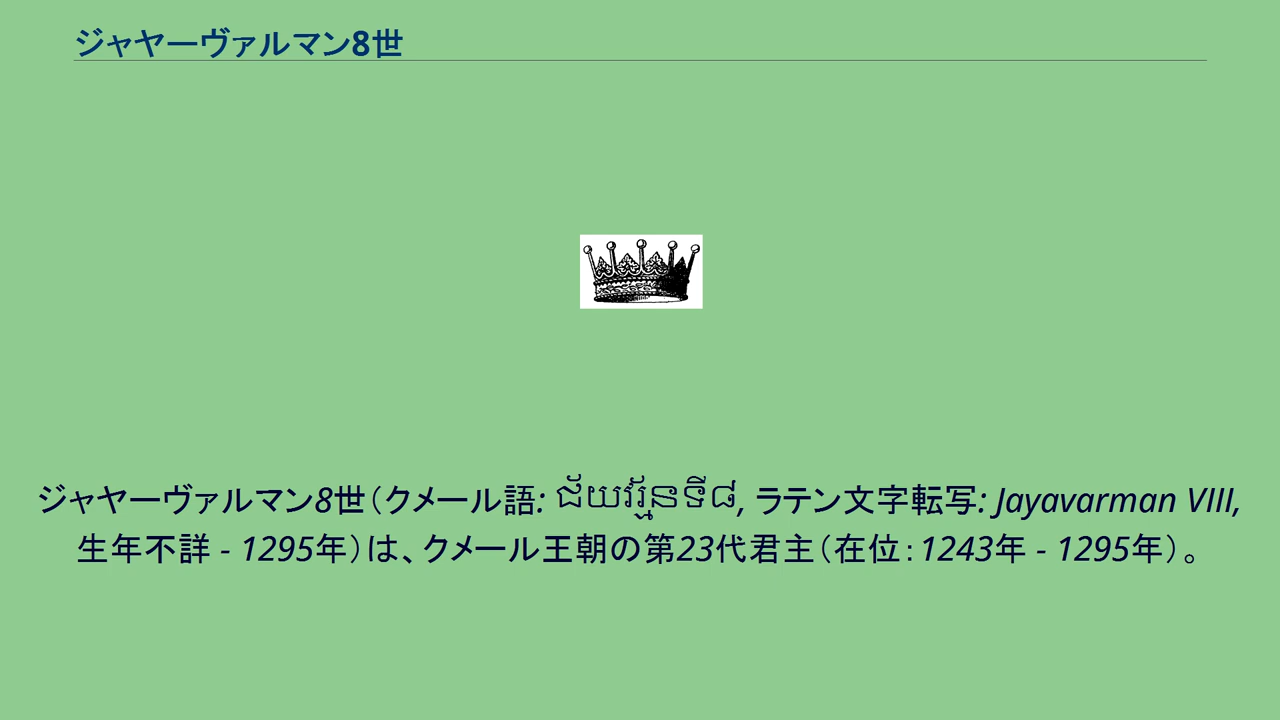 ジャヤーヴァルマン8世
ジャヤーヴァルマン8世（クメール語: ជ័យវរ្ម័នទី៨, ラテン文字転写: Jayavarman VIII,
生年不詳 - 1295年）は、クメール王朝の第23代君主（在位：1243年 - 1295年）。